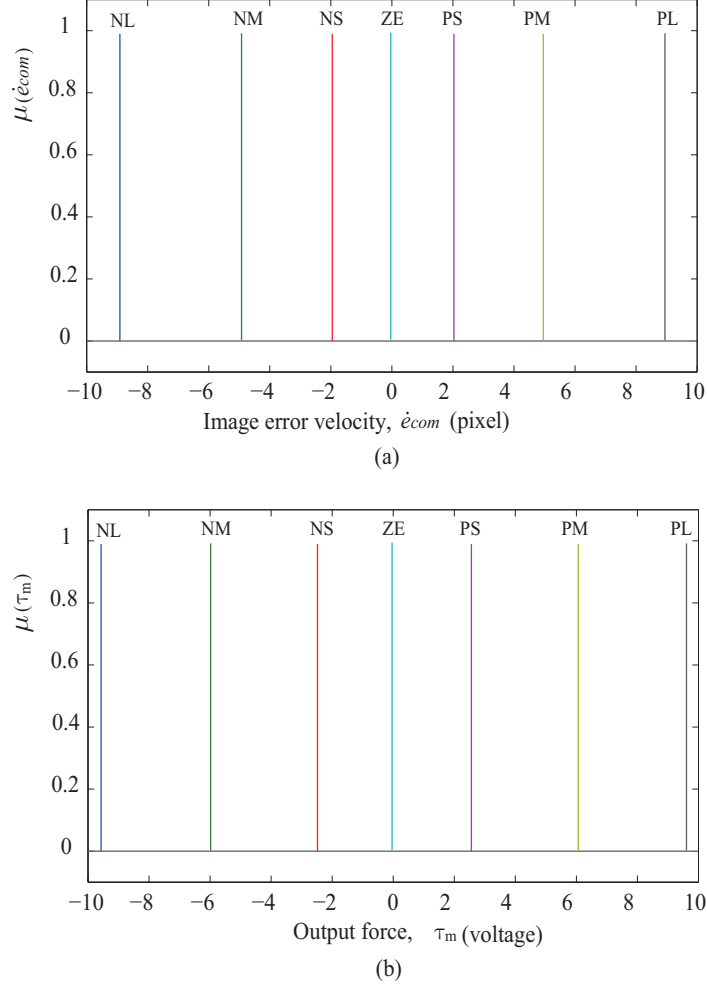 NL NM NS ZE PS PM PL
1
0.8
0.6
0.4
0.2
0
μ(ėcom)
−10 −8 −6 −4 −2 0 2 4 6 8 10
Image error velocity, ėcom (pixel)
(a)
NL NM NS ZE PS PM PL
1
0.8
0.6
0.4
0.2
0
μ(τm)
−10 −8 −6 −4 −2 0 2 4 6 8 10
Output force, τm (voltage)
(b)